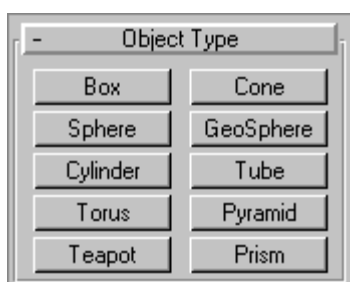 - Object Type
Box Cone
Sphere GeoSphere
Cylinder Tube
Torus Pyramid
Teapot Prism